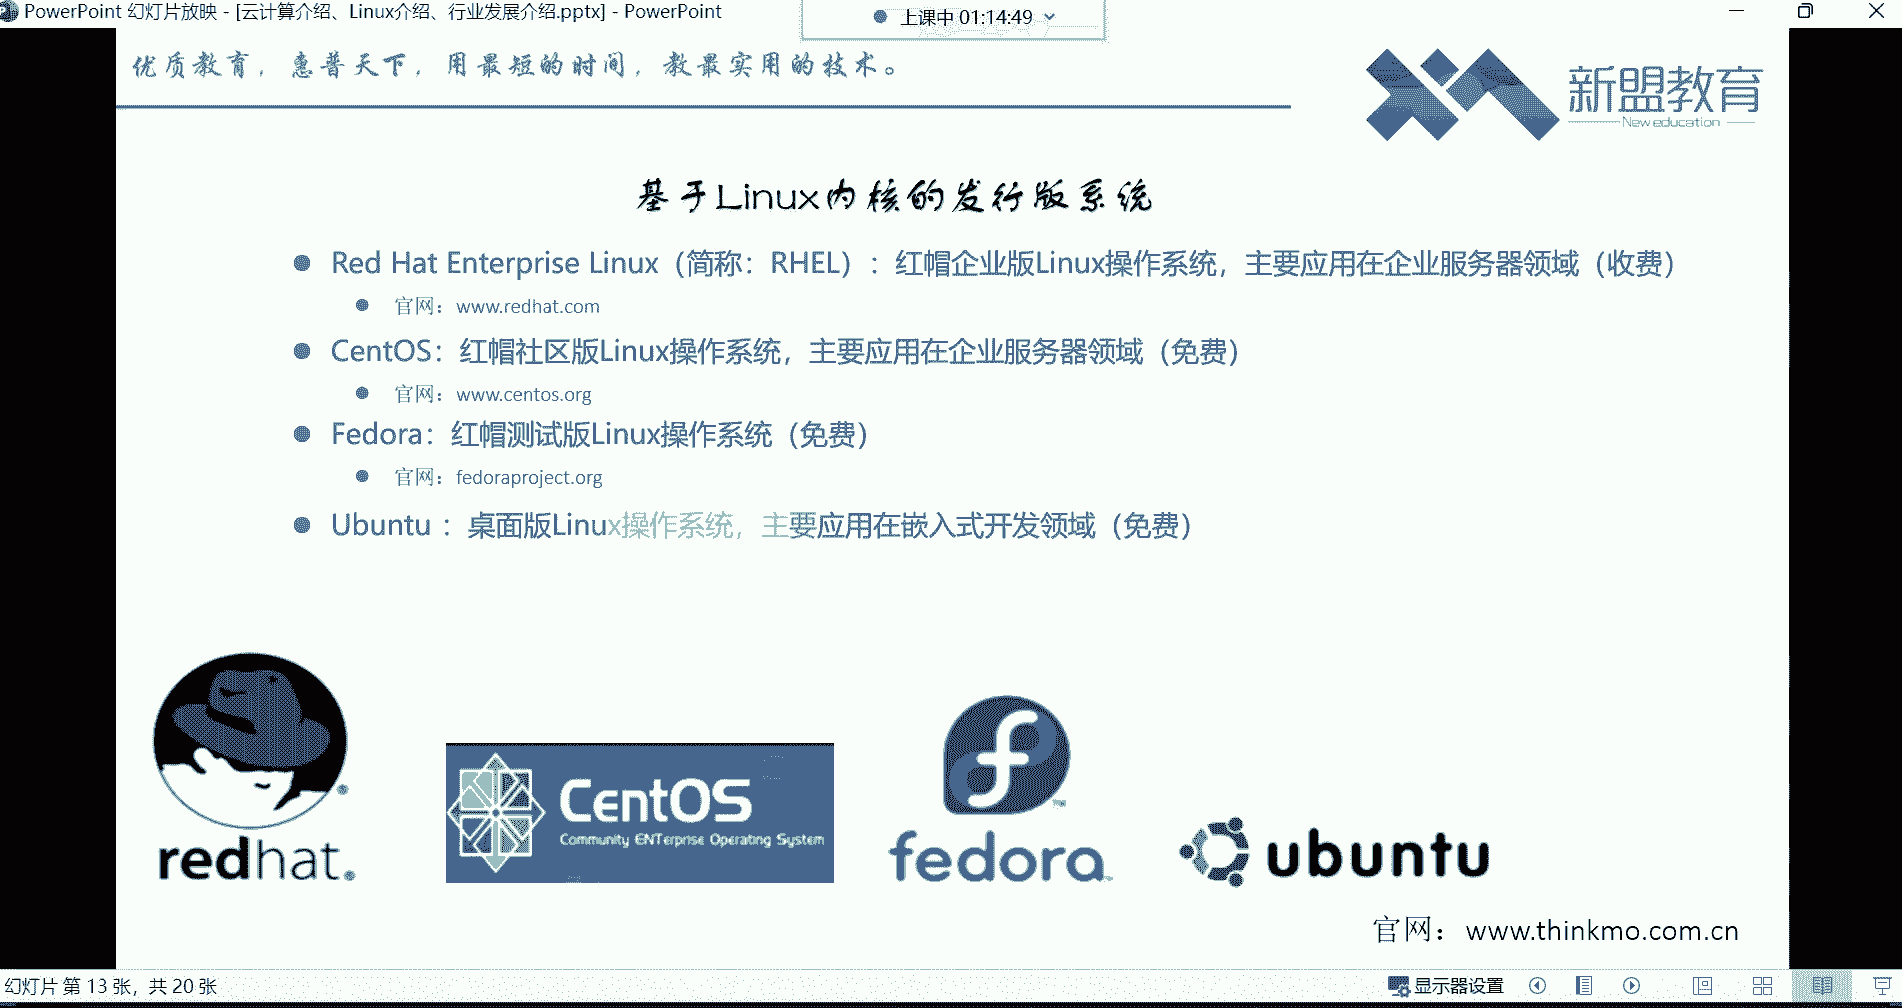 PowerPoint 幻灯片放映 - [云计算介绍、Linux介绍、行业发展介绍.pptx] - PowerPoint
上课中 01:14:49
优质教育，惠普天下，用最短的时间，教最实用的技术。
新盟教育
New education
基于Linux内核的发行版系统
Red Hat Enterprise Linux（简称：RHEL）：红帽企业版Linux操作系统，主要应用在企业服务器领域（收费）
官网：www.redhat.com
CentOS：红帽社区版Linux操作系统，主要应用在企业服务器领域（免费）
官网：www.centos.org
Fedora：红帽测试版Linux操作系统（免费）
官网：fedoraproject.org
Ubuntu ：桌面版Linux操作系统，主要应用在嵌入式开发领域（免费）
redhat.
CentOS
Community ENTerprise Operating System
fedora
ubuntu
官网：www.thinkmo.com.cn
幻灯片 第 13 张，共 20 张
显示器设置